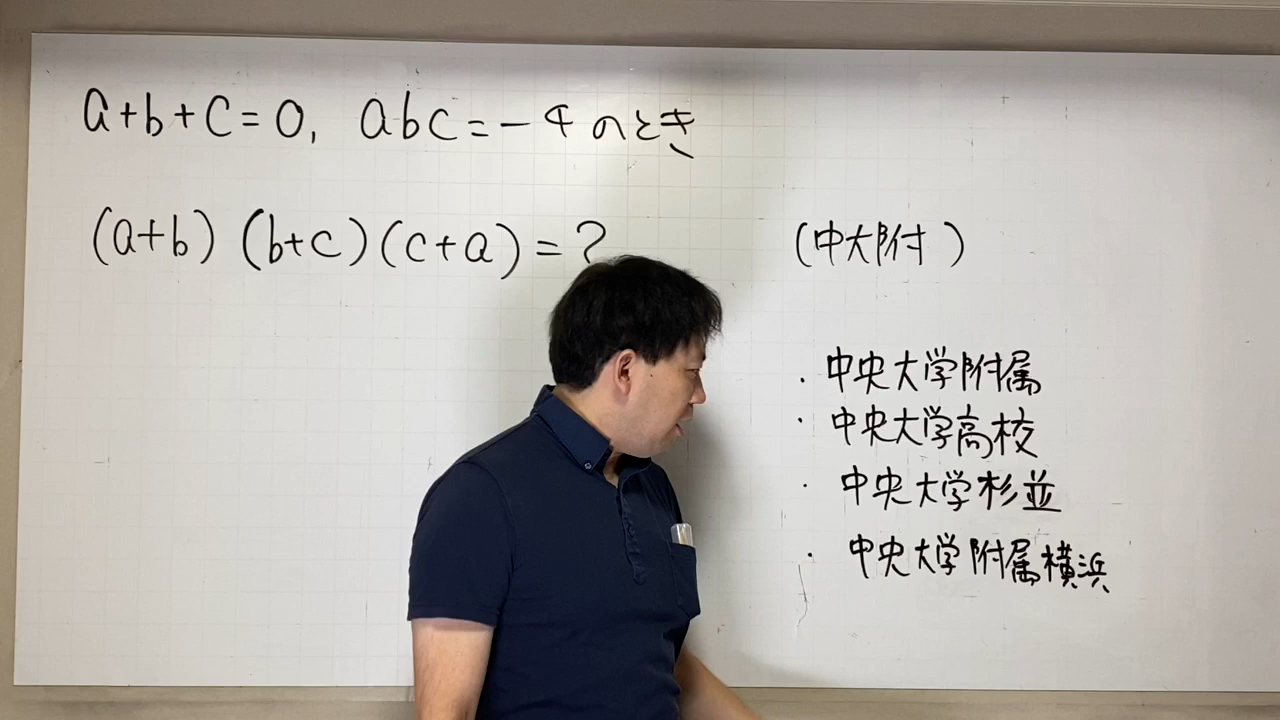 a+b+c=0, abc=-4のとき
(a+b)(b+c)(c+a)=?
(中大附)
・中央大学附属
・中央大学高校
・中央大学杉並
・中央大学附属横浜